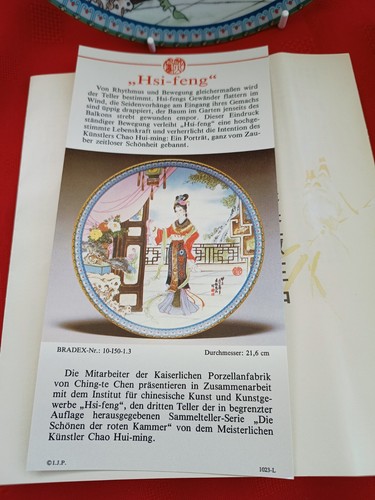 „Hsi-feng“
Von Rhythmus und Bewegung gleichermaßen wird
der Teller bestimmt. Hsi-fengs Gewänder flattern im
Wind, die Seidenvorhänge am Eingang ihres Gemachs
sind üppig drappiert, der Baum im Garten jenseits des
Balkons strebt gewunden empor. Dieser Eindruck
ständiger Bewegung verleiht „Hsi-feng“ eine hochge-
stimmte Lebenskraft und verherrlicht die Intention des
Künstlers Chao Hui-ming: Ein Porträt, ganz vom Zau-
ber zeitloser Schönheit gebannt.
BRADEX-Nr.: 10-I50-1.3
Durchmesser: 21,6 cm
Die Mitarbeiter der Kaiserlichen Porzellanfabrik
von Ching-te Chen präsentieren in Zusammenarbeit
mit dem Institut für chinesische Kunst und Kunstge-
werbe „Hsi-feng“, den dritten Teller der in begrenzter
Auflage herausgegebenen Sammelteller-Serie „Die
Schönen der roten Kammer“ von dem Meisterlichen
Künstler Chao Hui-ming.
© I.J.P.
1023-L